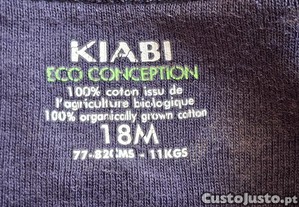 KIABI
ECO CONCEPTION
100% coton issu de
l'agriculture biologique
100% organically grown cotton
18M
77-82CMS - 11KGS
CustoJusto.pt